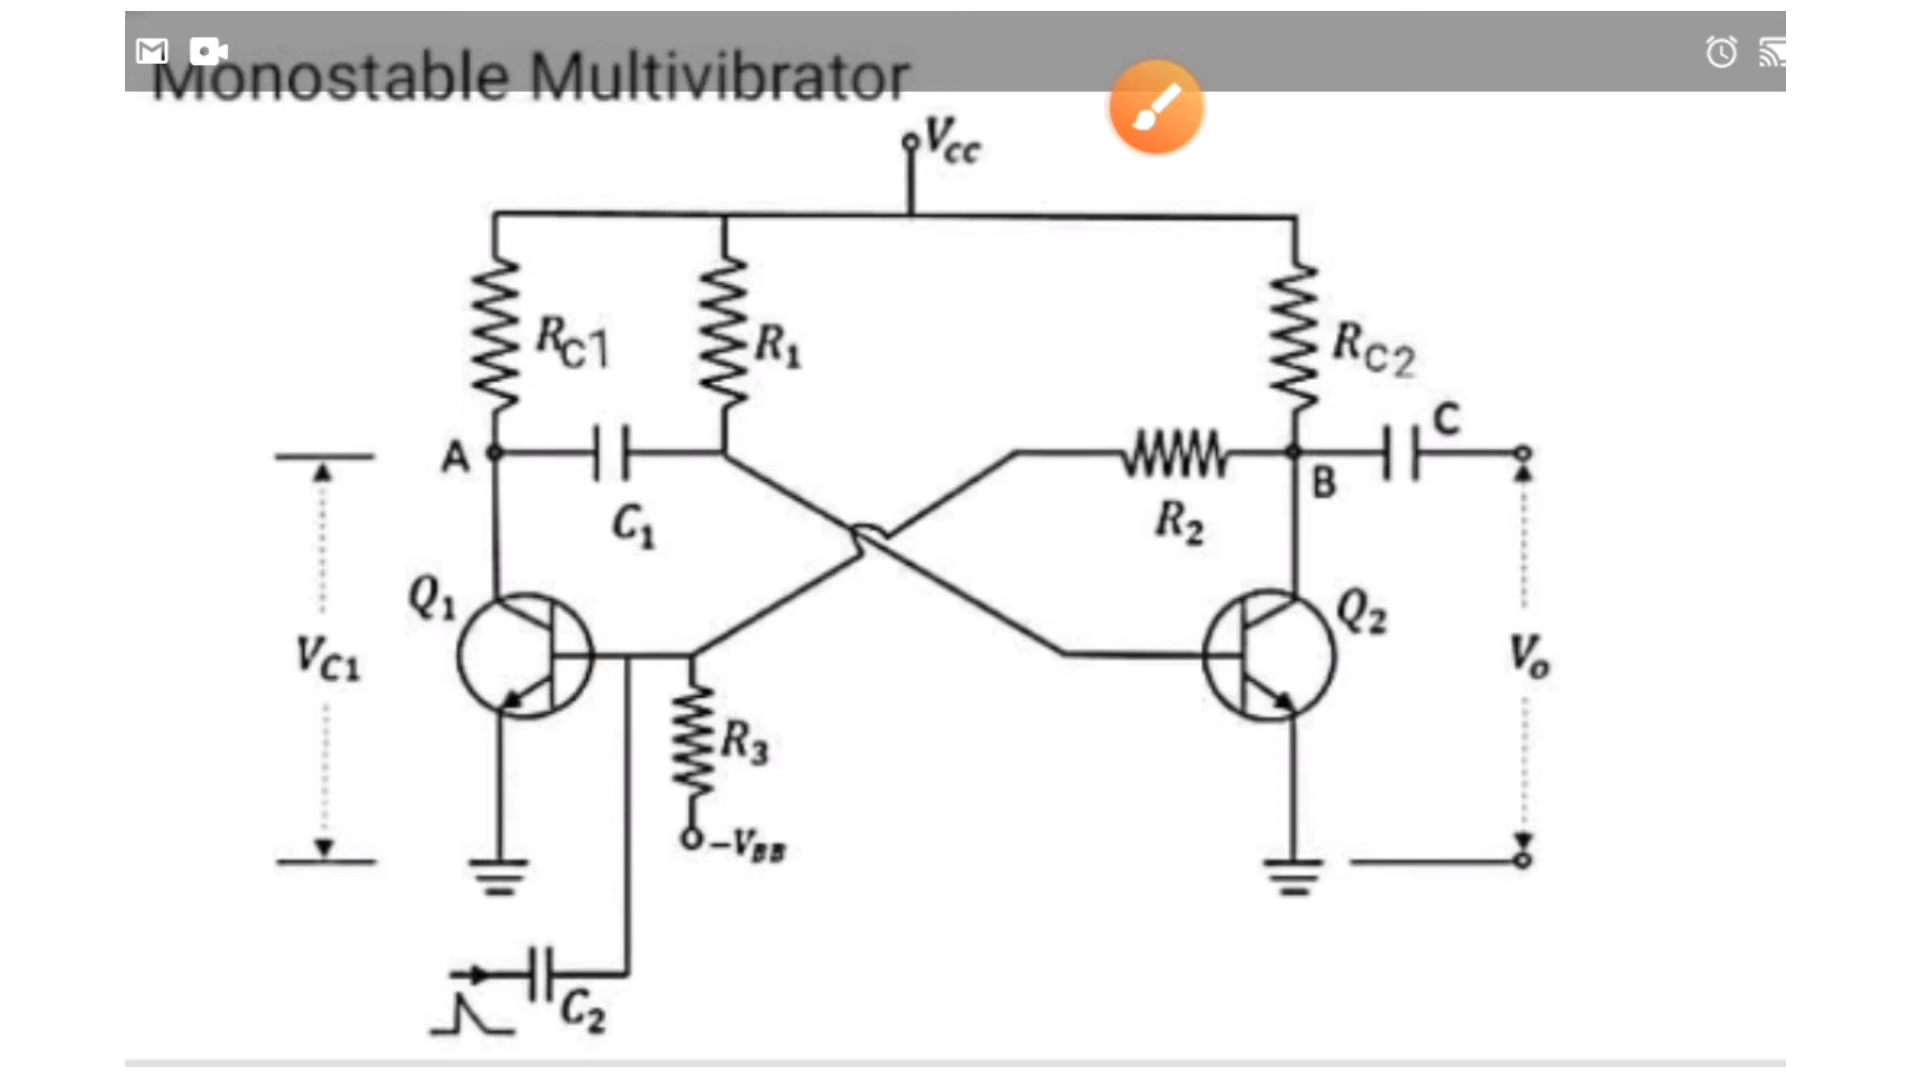 Monostable Multivibrator
Vcc
RC1
R1
RC2
A
C1
R2
B
C
Q1
Q2
VC1
Vo
R3
–VBB
C2